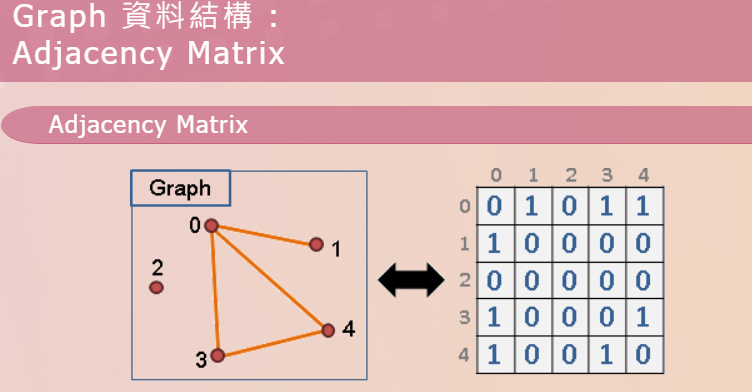 Graph 資料結構：
Adjacency Matrix
Adjacency Matrix
Graph
0
1
2
3
4
0 1 2 3 4
0 0 1 0 1 1
1 1 0 0 0 0
2 0 0 0 0 0
3 1 0 0 0 1
4 1 0 0 1 0